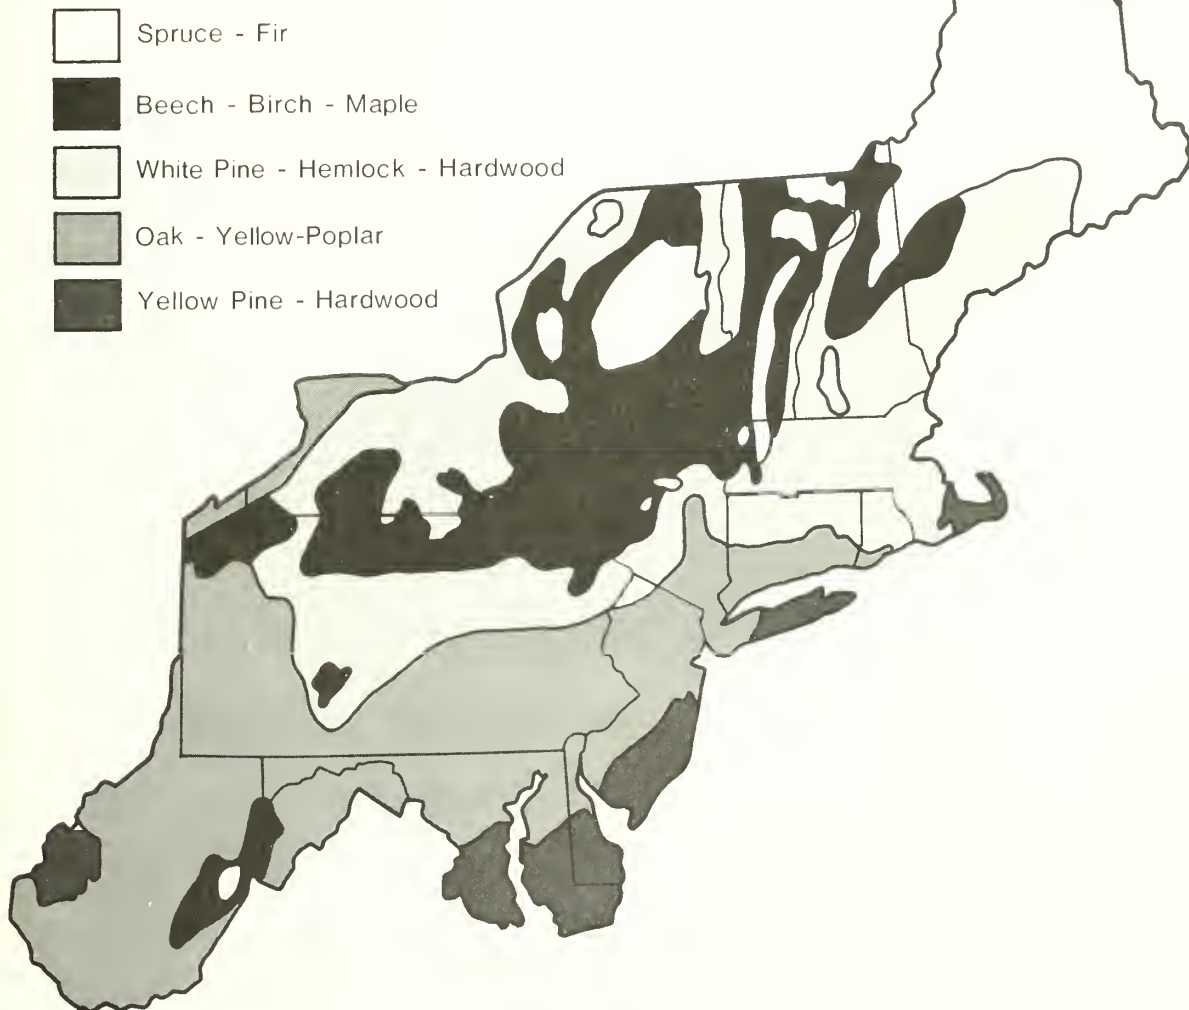 Spruce - Fir
Beech - Birch - Maple
White Pine - Hemlock - Hardwood
Oak - Yellow-Poplar
Yellow Pine - Hardwood